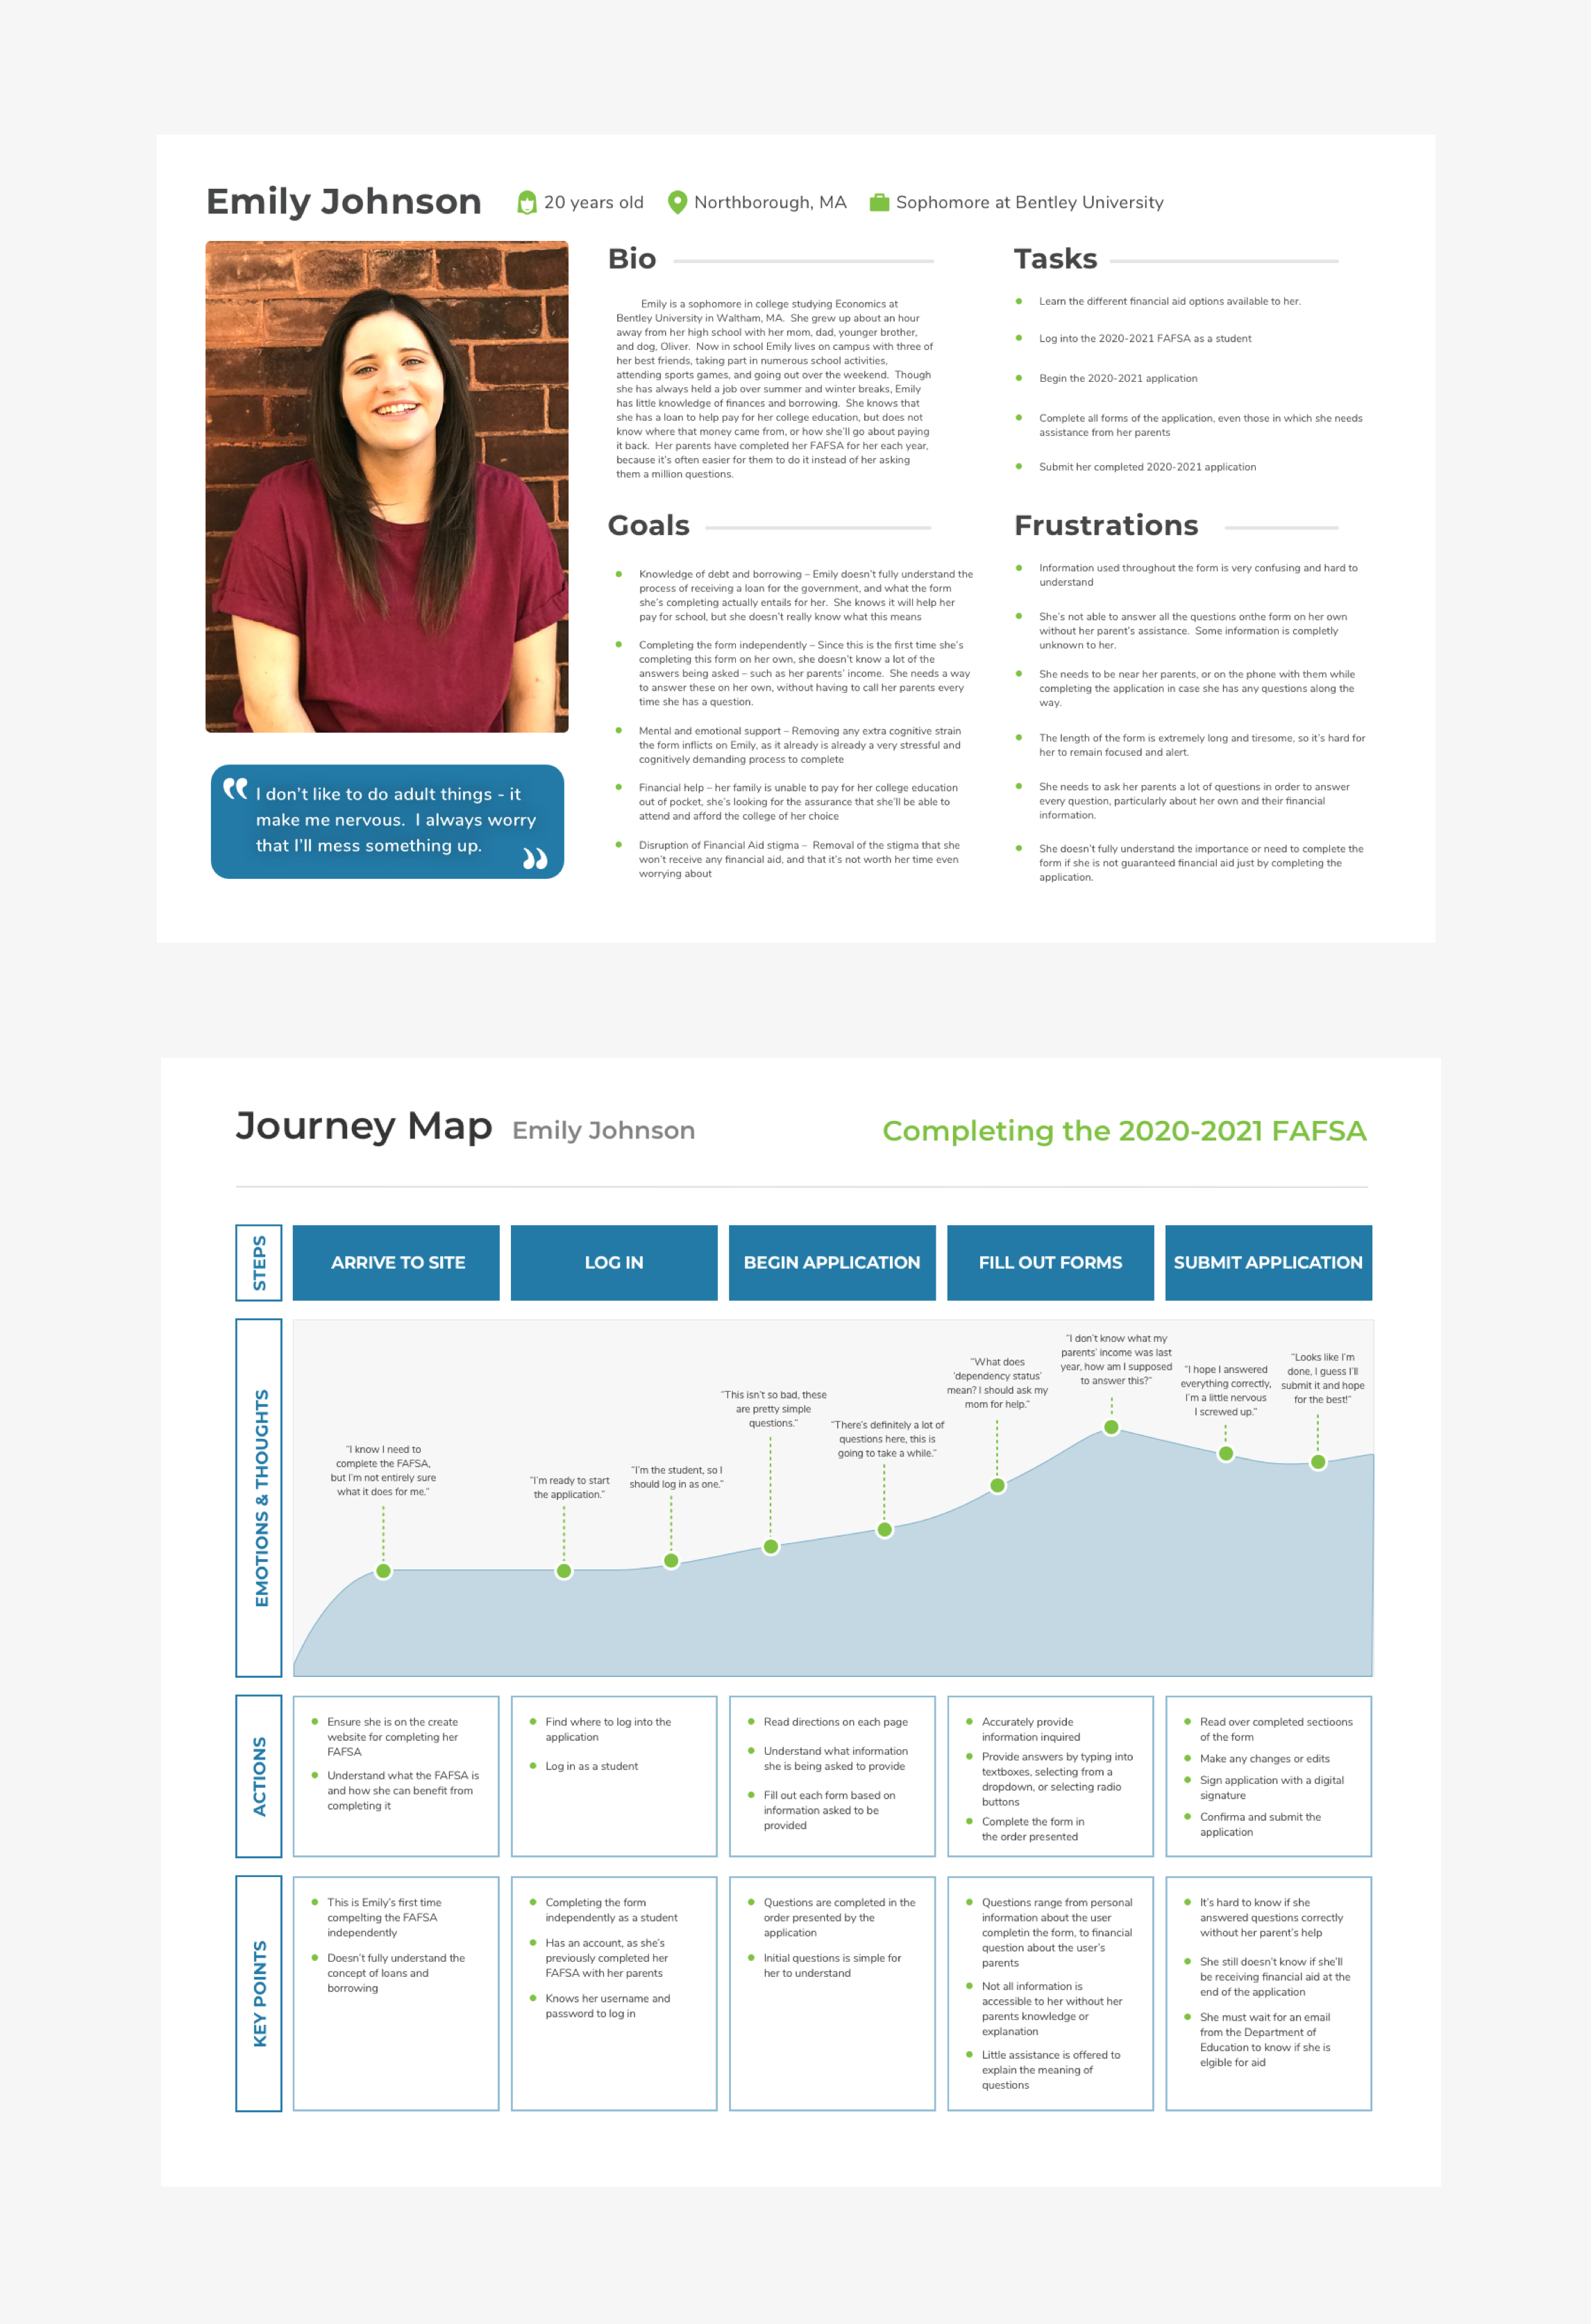 Emily Johnson
20 years old
Northborough, MA
Sophomore at Bentley University
Bio
Emily is a sophomore in college studying Economics at
Bentley University in Waltham, MA. She grew up about an hour
away from her high school with her mom, dad, younger brother,
and dog, Oliver. Now in school Emily lives on campus with three of
her best friends, taking part in numerous school activities,
attending sports games, and going out over the weekend. Though
she has always held a job over summer and winter breaks, Emily
has little knowledge of finances and borrowing. She knows that
she has a loan to help pay for her college education, but does not
know where that money came from, or how she'll go about paying
it back. Her parents have completed her FAFSA for her each year,
because it's often easier for them to do it instead of her asking
them a million questions.
Tasks
Learn the different financial aid options available to her.
Log into the 2020-2021 FAFSA as a student
Begin the 2020-2021 application
Complete all forms of the application, even those in which she needs
assistance from her parents
Submit her completed 2020-2021 application
“I don't like to do adult things - it
make me nervous. I always worry
that I'll mess something up.”
Goals
Knowledge of debt and borrowing – Emily doesn't fully understand the
process of receiving a loan for the government, and what the form
she's completing actually entails for her. She knows it will help her
pay for school, but she doesn't really know what this means
Completing the form independently – Since this is the first time she's
completing this form on her own, she doesn't know a lot of the
answers being asked – such as her parents' income. She needs a way
to answer these on her own, without having to call her parents every
time she has a question.
Mental and emotional support – Removing any extra cognitive strain
the form inflicts on Emily, as it already is already a very stressful and
cognitively demanding process to complete
Financial help – her family is unable to pay for her college education
out of pocket, she's looking for the assurance that she'll be able to
attend and afford the college of her choice
Disruption of Financial Aid stigma – Removal of the stigma that she
won't receive any financial aid, and that it's not worth her time even
worrying about
Frustrations
Information used throughout the form is very confusing and hard to
understand
She's not able to answer all the questions onthe form on her own
without her parent's assistance. Some information is completly
unknown to her.
She needs to be near her parents, or on the phone with them while
completing the application in case she has any questions along the
way.
The length of the form is extremely long and tiresome, so it's hard for
her to remain focused and alert.
She needs to ask her parents a lot of questions in order to answer
every question, particularly about her own and their financial
information.
She doesn't fully understand the importance or need to complete the
form if she is not guaranteed financial aid just by completing the
application.
Journey Map
Emily Johnson
Completing the 2020-2021 FAFSA
STEPS
ARRIVE TO SITE
LOG IN
BEGIN APPLICATION
FILL OUT FORMS
SUBMIT APPLICATION
EMOTIONS & THOUGHTS
“I know I need to
complete the FAFSA,
but I'm not entirely sure
what it does for me.”
“I'm ready to start
the application.”
“I'm the student, so I
should log in as one.”
“This isn't so bad, these
are pretty simple
questions.”
“There's definitely a lot of
questions here, this is
going to take a while.”
“What does
'dependency status'
mean? I should ask my
mom for help.”
“I don't know what my
parents' income was last
year, how am I supposed
to answer this?”
“I hope I answered
everything correctly,
I'm a little nervous
I screwed up.”
“Looks like I'm
done, I guess I'll
submit it and hope
for the best!”
ACTIONS
Ensure she is on the create
website for completing her
FAFSA
Understand what the FAFSA is
and how she can benefit from
completing it
Find where to log into the
application
Log in as a student
Read directions on each page
Understand what information
she is being asked to provide
Fill out each form based on
information asked to be
provided
Accurately provide
information inquired
Provide answers by typing into
textboxes, selecting from a
dropdown, or selecting radio
buttons
Complete the form in
the order presented
Read over completed sectioons
of the form
Make any changes or edits
Sign application with a digital
signature
Confirma and submit the
application
KEY POINTS
This is Emily's first time
compelting the FAFSA
independently
Doesn't fully understand the
concept of loans and
borrowing
Completing the form
independently as a student
Has an account, as she's
previously completed her
FAFSA with her parents
Knows her username and
password to log in
Questions are completed in the
order presented by the
application
Initial questions is simple for
her to understand
Questions range from personal
information about the user
completin the form, to financial
question about the user's
parents
Not all information is
accessible to her without her
parents knowledge or
explanation
Little assistance is offered to
explain the meaning of
questions
It's hard to know if she
answered questions correctly
without her parent's help
She still doesn't know if she'll
be receiving financial aid at the
end of the application
She must wait for an email
from the Department of
Education to know if she is
elgible for aid